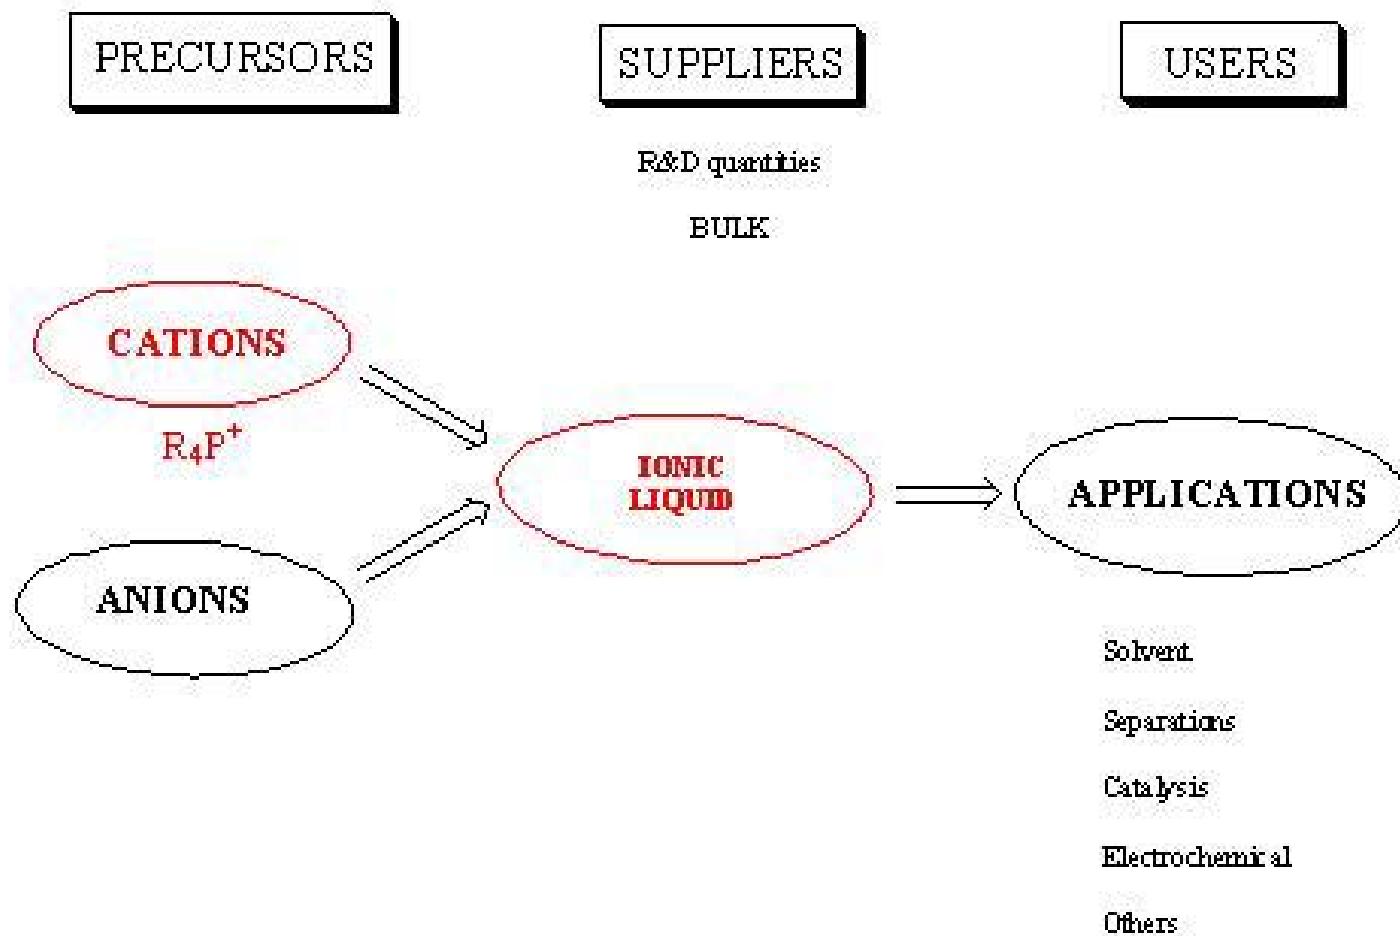 PRECURSORS
SUPPLIERS
USERS
R&D quantities
BULK
CATIONS
R₄P⁺
ANIONS
IONIC
LIQUID
APPLICATIONS
Solvent
Separations
Catalysis
Electrochemical
Others